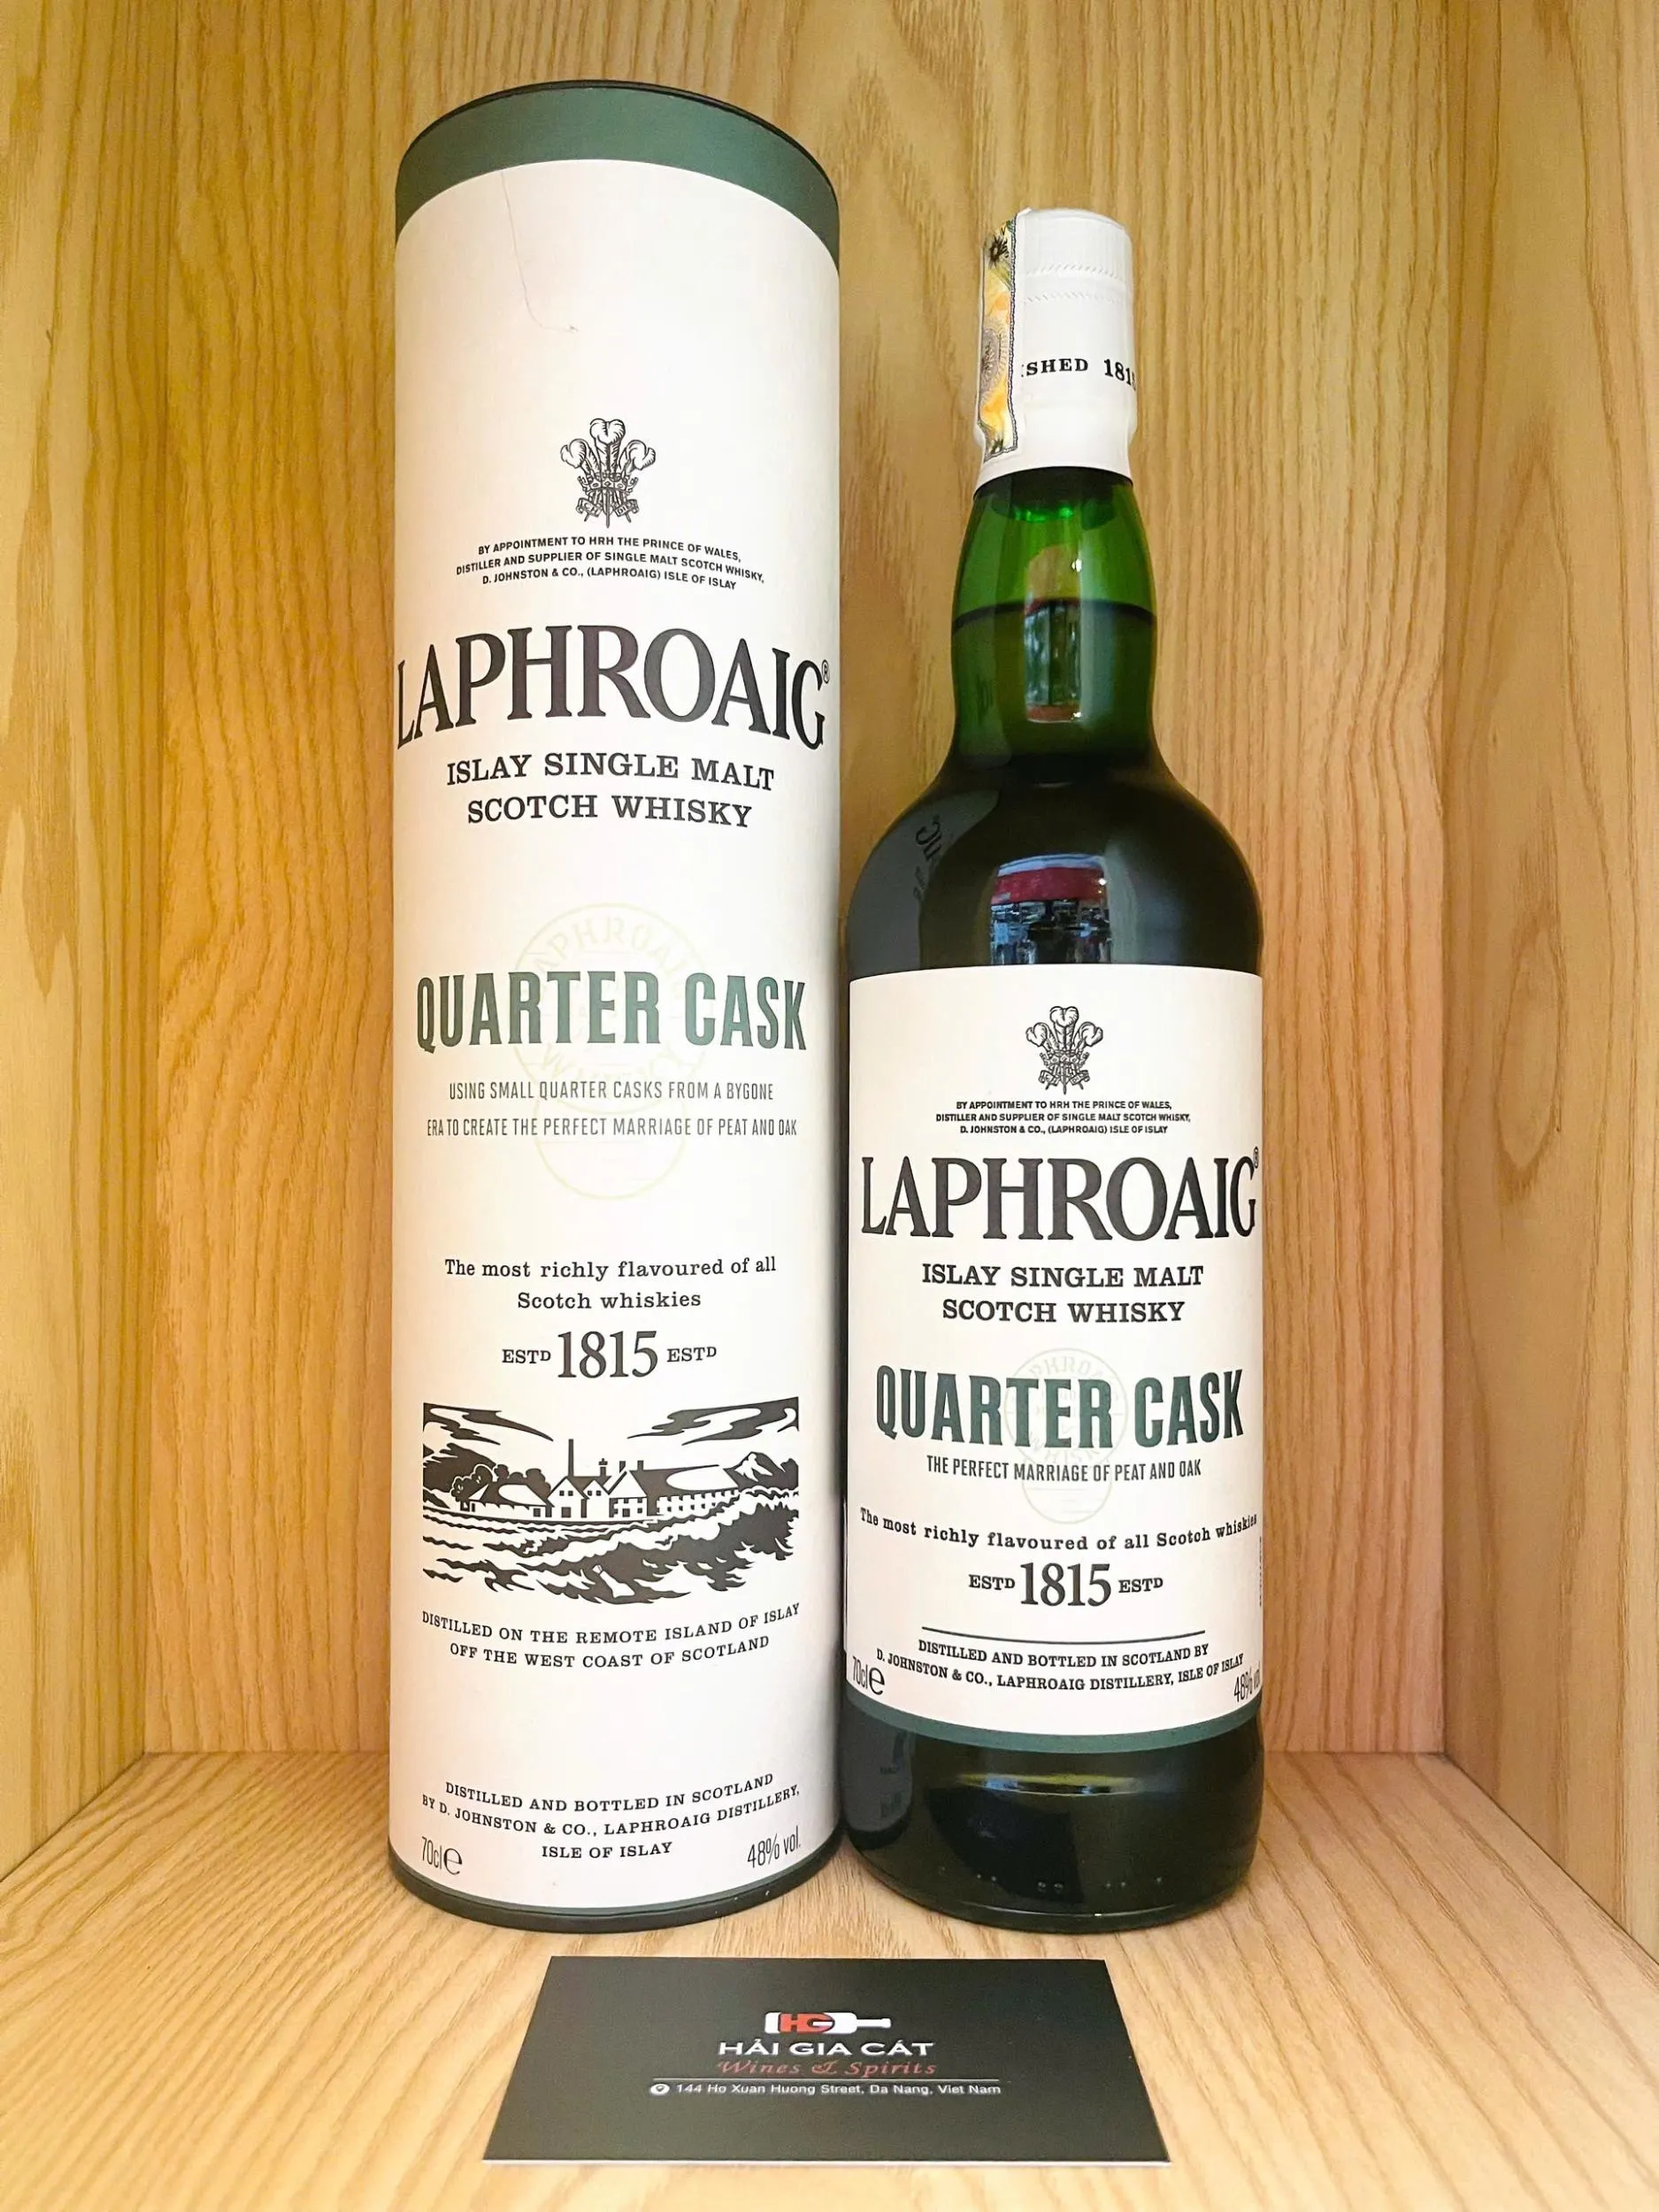 BY APPOINTMENT TO HRH THE PRINCE OF WALES,
DISTILLER AND SUPPLIER OF SINGLE MALT SCOTCH WHISKY,
D. JOHNSTON & CO., (LAPHROAIG) ISLE OF ISLAY
LAPHROAIG®
ISLAY SINGLE MALT
SCOTCH WHISKY
QUARTER CASK
USING SMALL QUARTER CASKS FROM A BYGONE
ERA TO CREATE THE PERFECT MARRIAGE OF PEAT AND OAK
The most richly flavoured of all
Scotch whiskies
ESTD 1815 ESTD
DISTILLED ON THE REMOTE ISLAND OF ISLAY
OFF THE WEST COAST OF SCOTLAND
DISTILLED AND BOTTLED IN SCOTLAND
BY D. JOHNSTON & CO., LAPHROAIG DISTILLERY,
ISLE OF ISLAY
70cl e
48% vol.
SHED 181
BY APPOINTMENT TO HRH THE PRINCE OF WALES,
DISTILLER AND SUPPLIER OF SINGLE MALT SCOTCH WHISKY,
D. JOHNSTON & CO., (LAPHROAIG) ISLE OF ISLAY
LAPHROAIG®
ISLAY SINGLE MALT
SCOTCH WHISKY
QUARTER CASK
THE PERFECT MARRIAGE OF PEAT AND OAK
The most richly flavoured of all Scotch whiskies
ESTD 1815 ESTD
DISTILLED AND BOTTLED IN SCOTLAND BY
D. JOHNSTON & CO., LAPHROAIG DISTILLERY, ISLE OF ISLAY
70cl e
48% vol
HG
HẢI GIA CÁT
Wines & Spirits
144 Ho Xuan Huong Street, Da Nang, Viet Nam